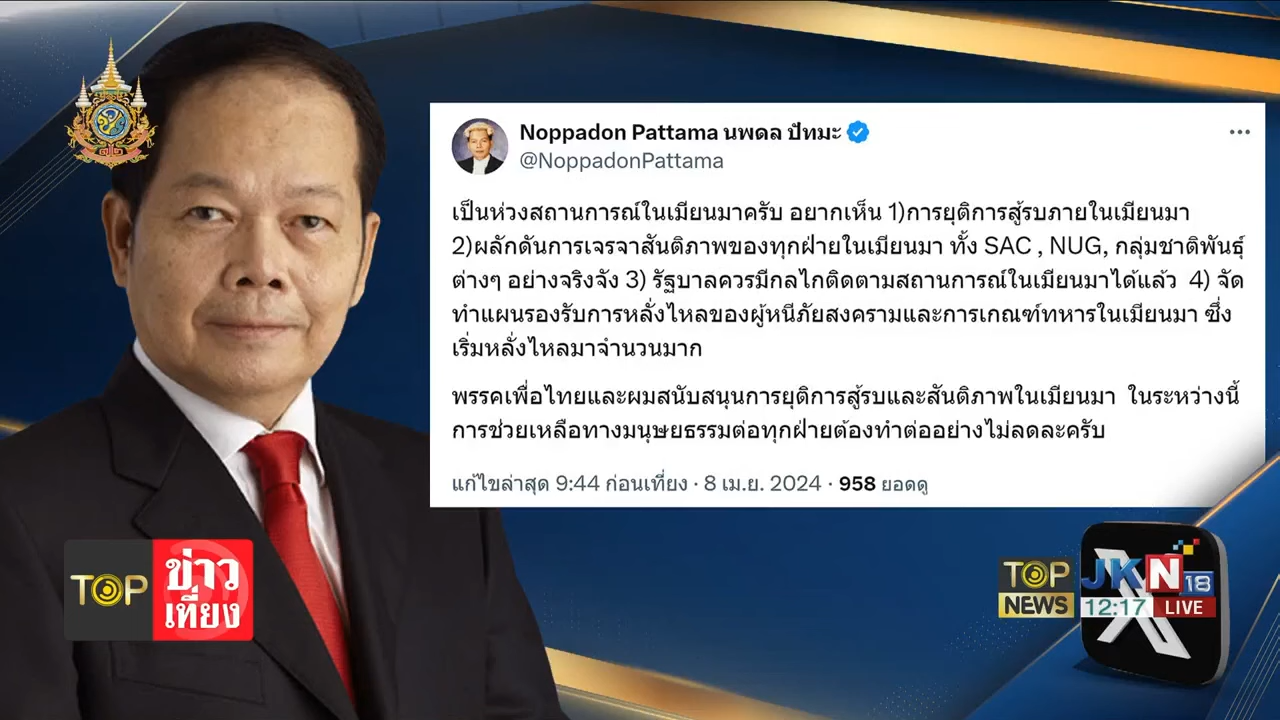 Noppadon Pattama นพดล ปัทมะ
@NoppadonPattama
เป็นห่วงสถานการณ์ในเมียนมาครับ อยากเห็น 1)การยุติการสู้รบภายในเมียนมา
2)ผลักดันการเจรจาสันติภาพของทุกฝ่ายในเมียนมา ทั้ง SAC , NUG, กลุ่มชาติพันธุ์
ต่างๆ อย่างจริงจัง 3) รัฐบาลควรมีกลไกติดตามสถานการณ์ในเมียนมาได้แล้ว 4) จัด
ทำแผนรองรับการหลั่งไหลของผู้หนีภัยสงครามและการเกณฑ์ทหารในเมียนมา ซึ่ง
เริ่มหลั่งไหลมาจำนวนมาก
พรรคเพื่อไทยและผมสนับสนุนการยุติการสู้รบและสันติภาพในเมียนมา ในระหว่างนี้
การช่วยเหลือทางมนุษยธรรมต่อทุกฝ่ายต้องทำต่ออย่างไม่ลดละครับ
แก้ไขล่าสุด 9:44 ก่อนเที่ยง · 8 เม.ย. 2024 · 958 ยอดดู
TOP
ข่าว
เที่ยง
TOP
NEWS
JKN 18
12:17 LIVE